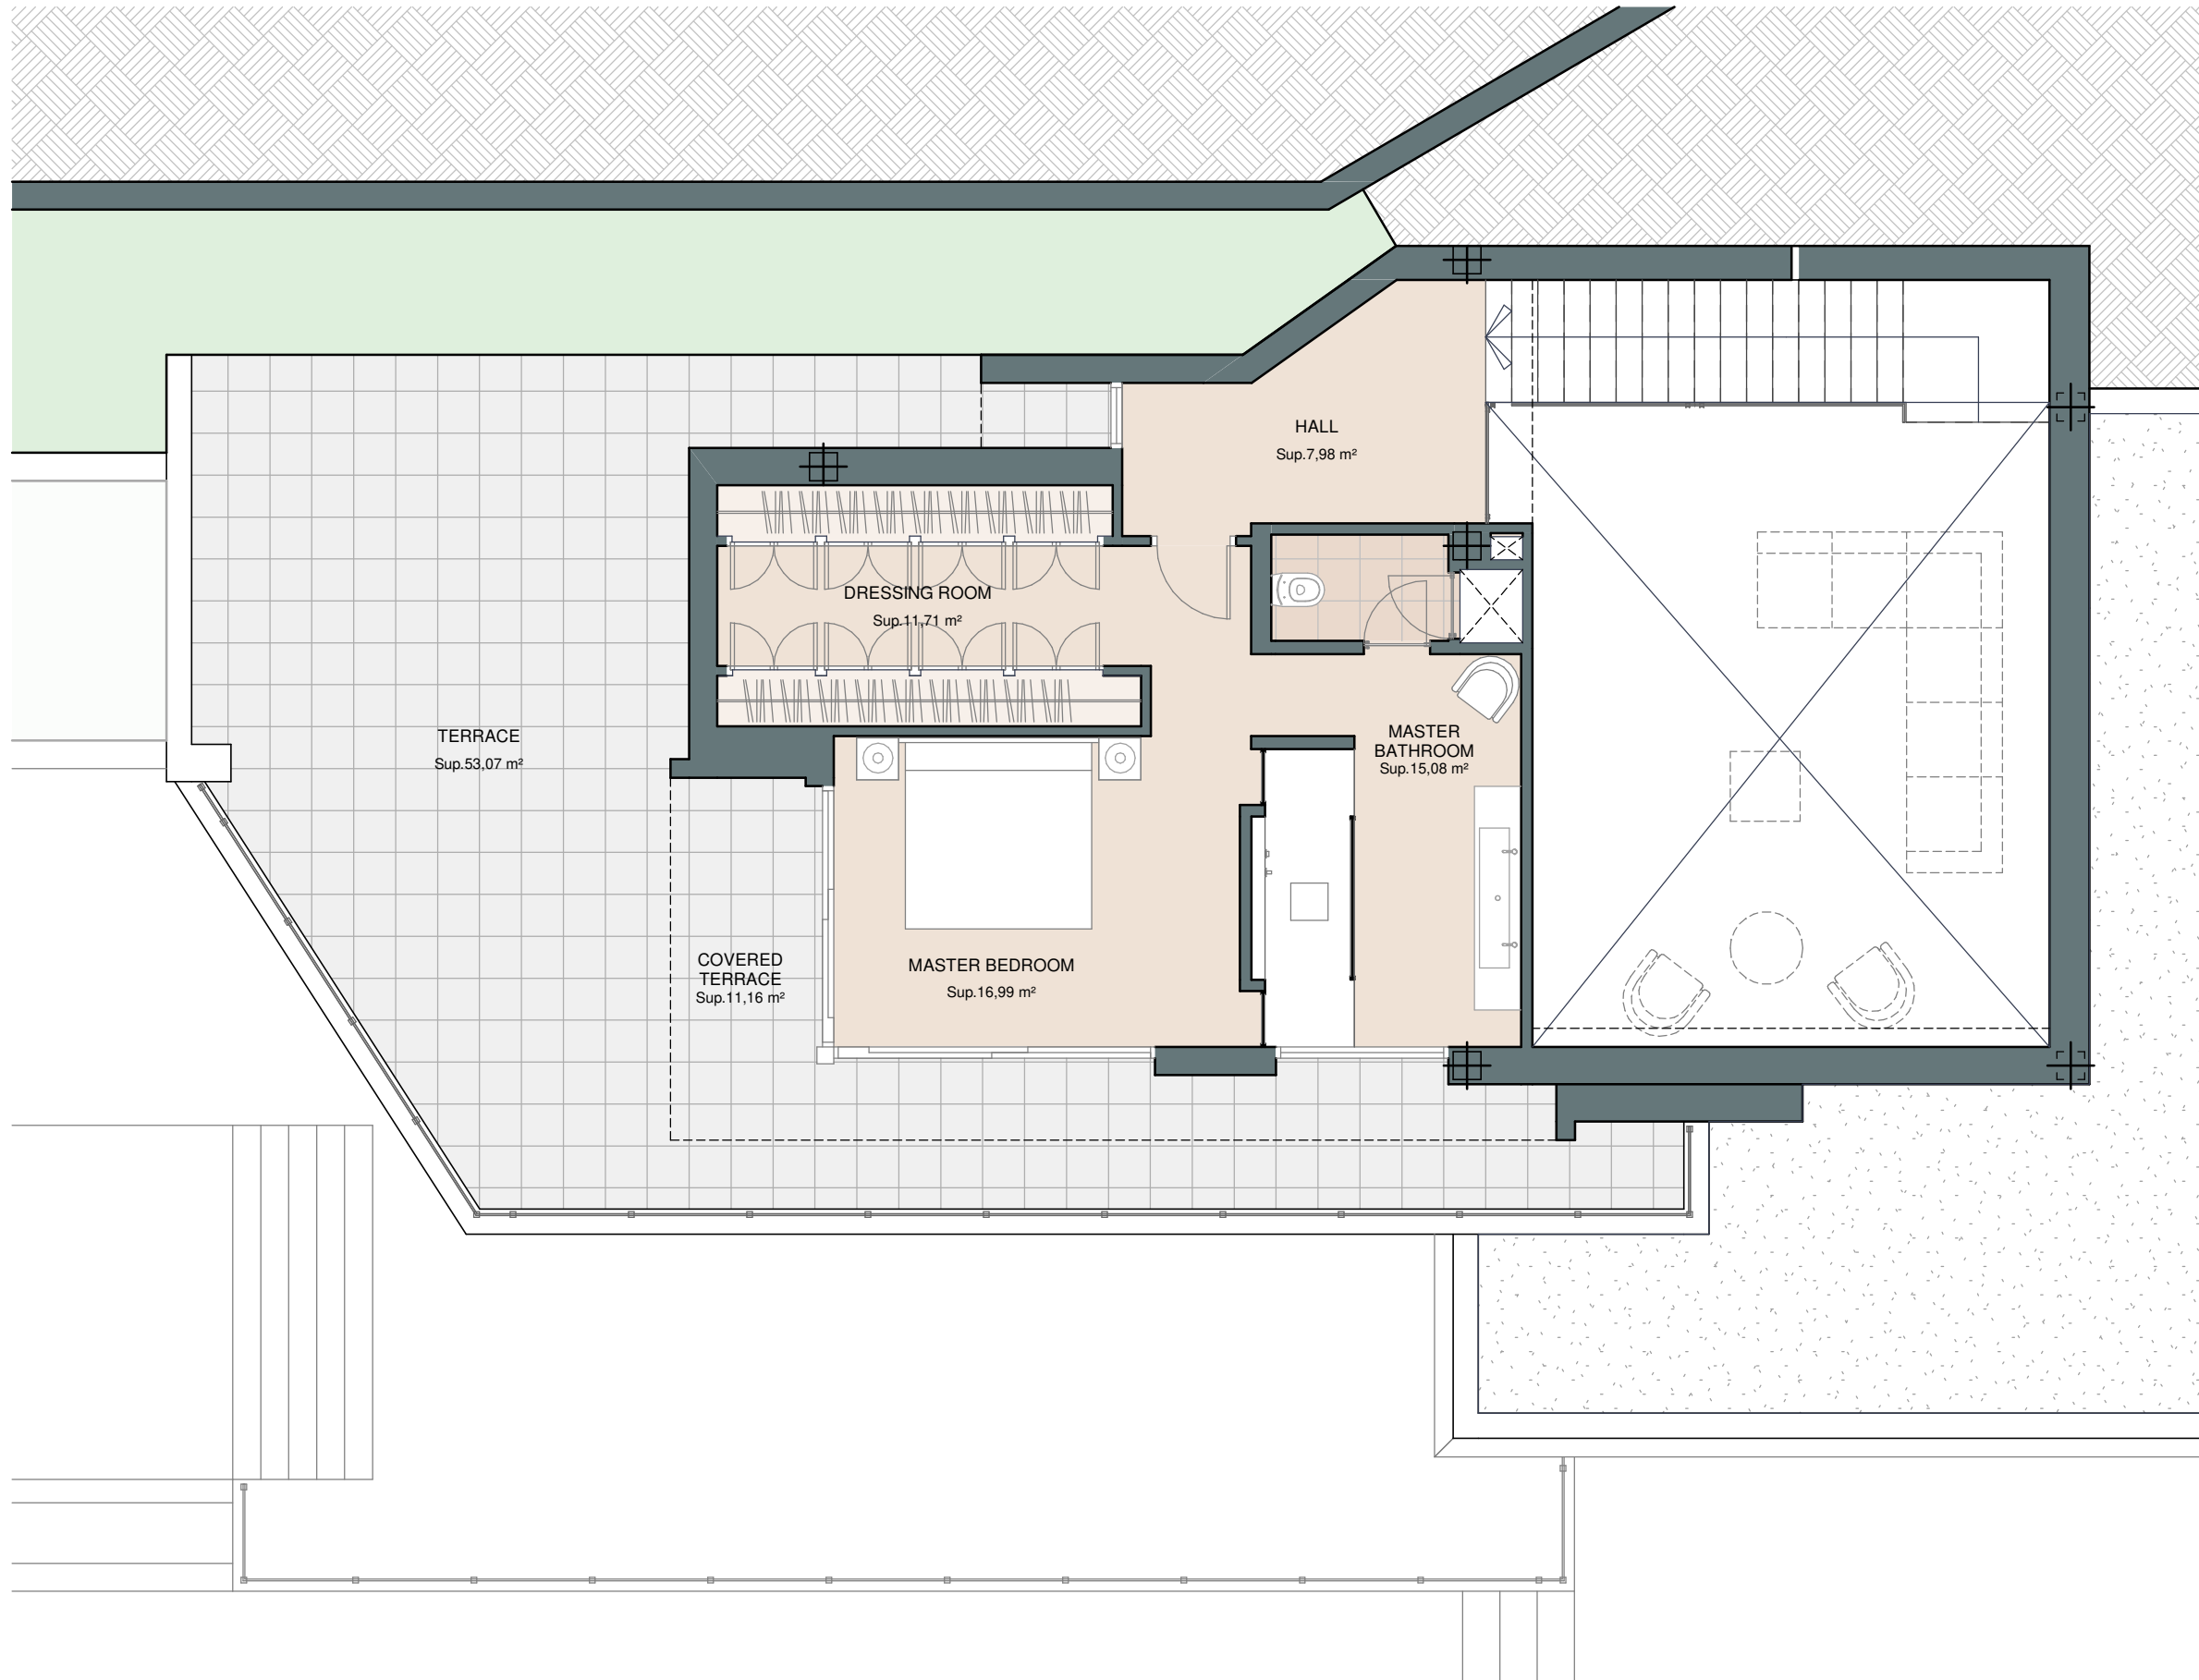 HALL
Sup.7,98 m²
DRESSING ROOM
Sup.11,71 m²
TERRACE
Sup.53,07 m²
MASTER
BATHROOM
Sup.15,08 m²
COVERED
TERRACE
Sup.11,16 m²
MASTER BEDROOM
Sup.16,99 m²